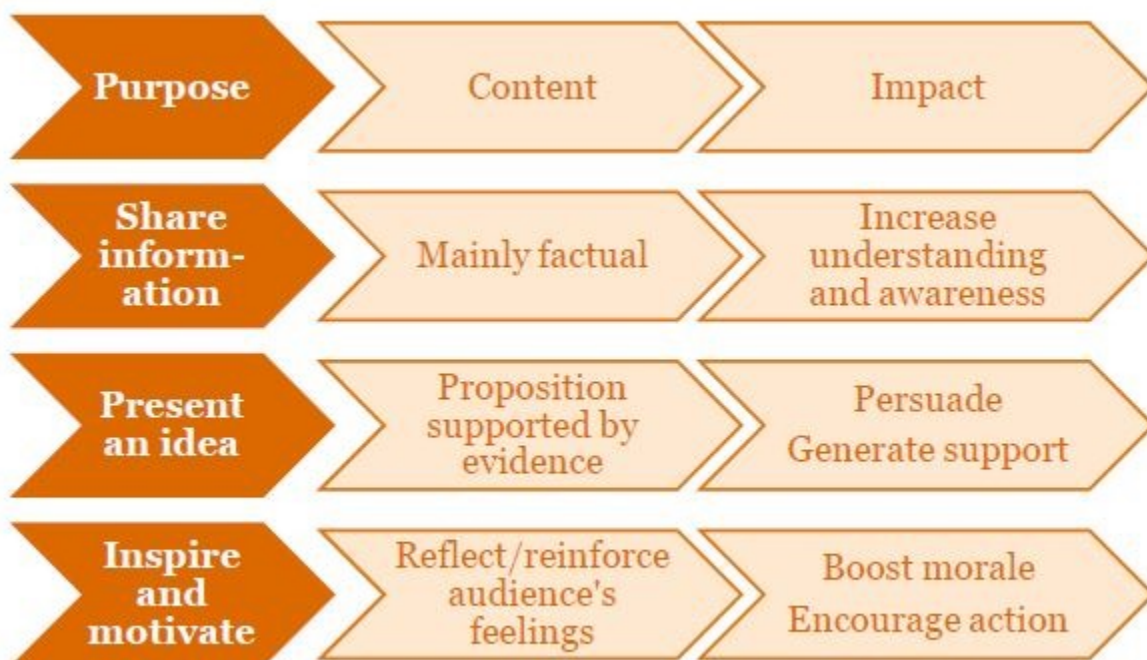 Purpose
Content
Impact
Share
inform-
ation
Mainly factual
Increase
understanding
and awareness
Present
an idea
Proposition
supported by
evidence
Persuade
Generate support
Inspire
and
motivate
Reflect/reinforce
audience's
feelings
Boost morale
Encourage action